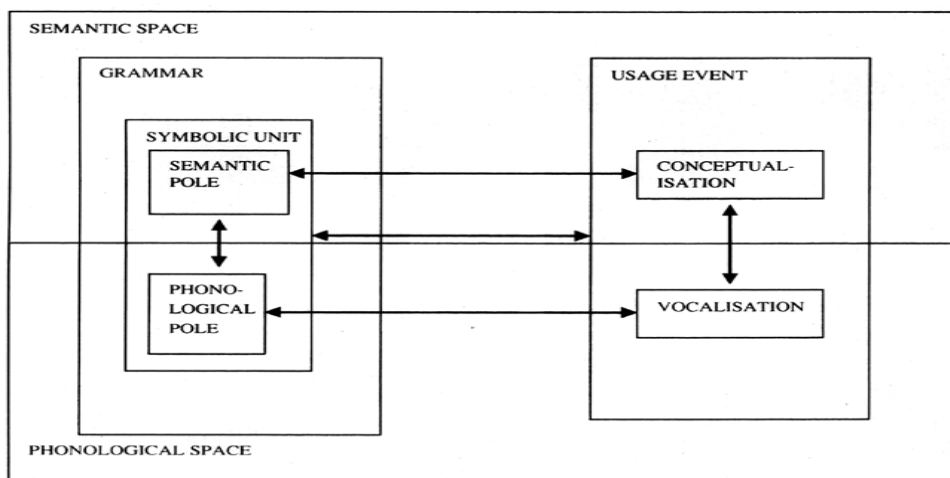 SEMANTIC SPACE
GRAMMAR
USAGE EVENT
SYMBOLIC UNIT
SEMANTIC
POLE
CONCEPTUAL-
ISATION
PHONO-
LOGICAL
POLE
VOCALISATION
PHONOLOGICAL SPACE